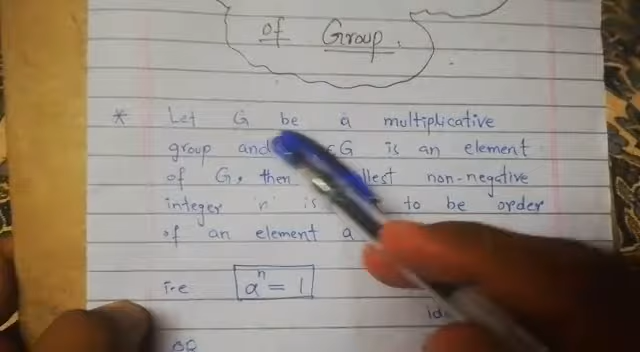 of Group.
* Let G be a multiplicative
group and G is an element
of G, then non-negative
integer 'n' is to be order
of an element a
i.e aⁿ = 1
OR